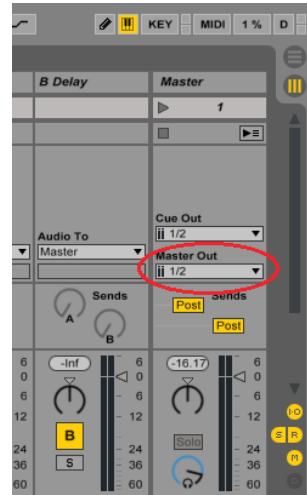 KEY MIDI 1 % D
B Delay Master
1
Cue Out
ii 1/2
Audio To
Master
Master Out
ii 1/2
Sends Sends
A Post
B Post
6 -Inf 6 -16.17 6
0 0 0
6 6 6
12 12 12
B Solo
24 24 24
36 S 36 36
60 60 60
I·O
S R
M
D